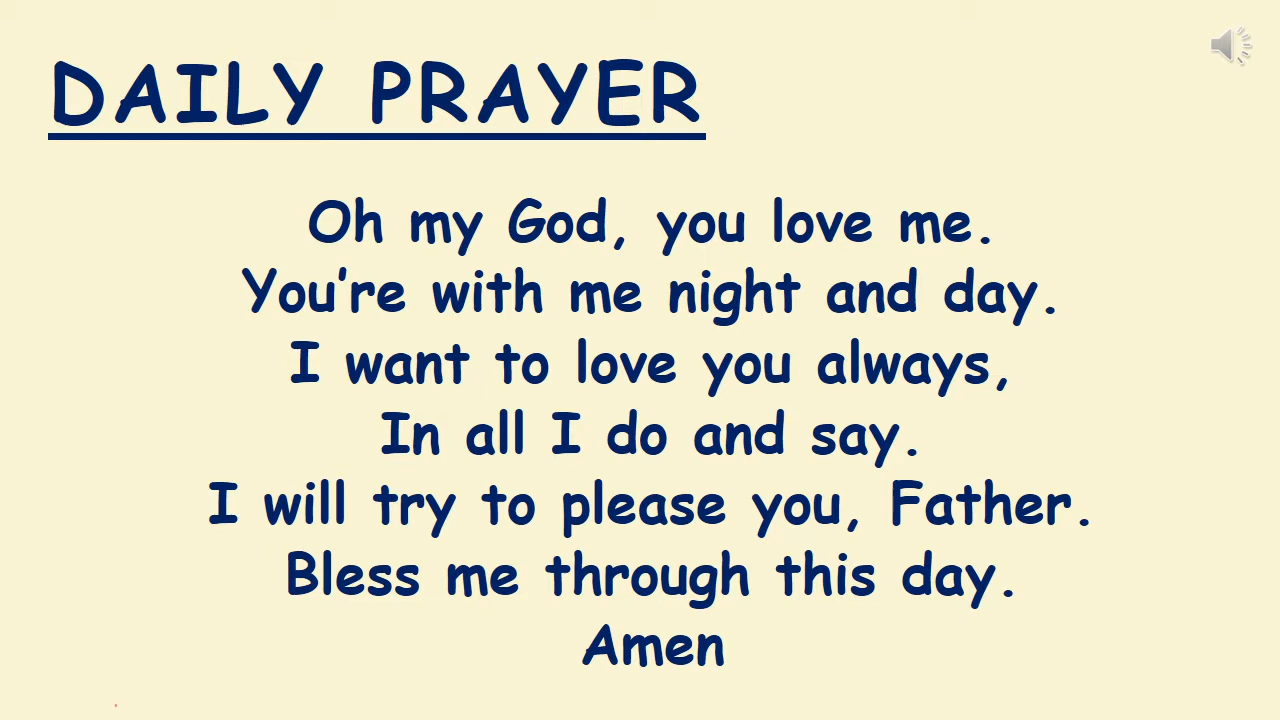 DAILY PRAYER
Oh my God, you love me.
You’re with me night and day.
I want to love you always,
In all I do and say.
I will try to please you, Father.
Bless me through this day.
Amen